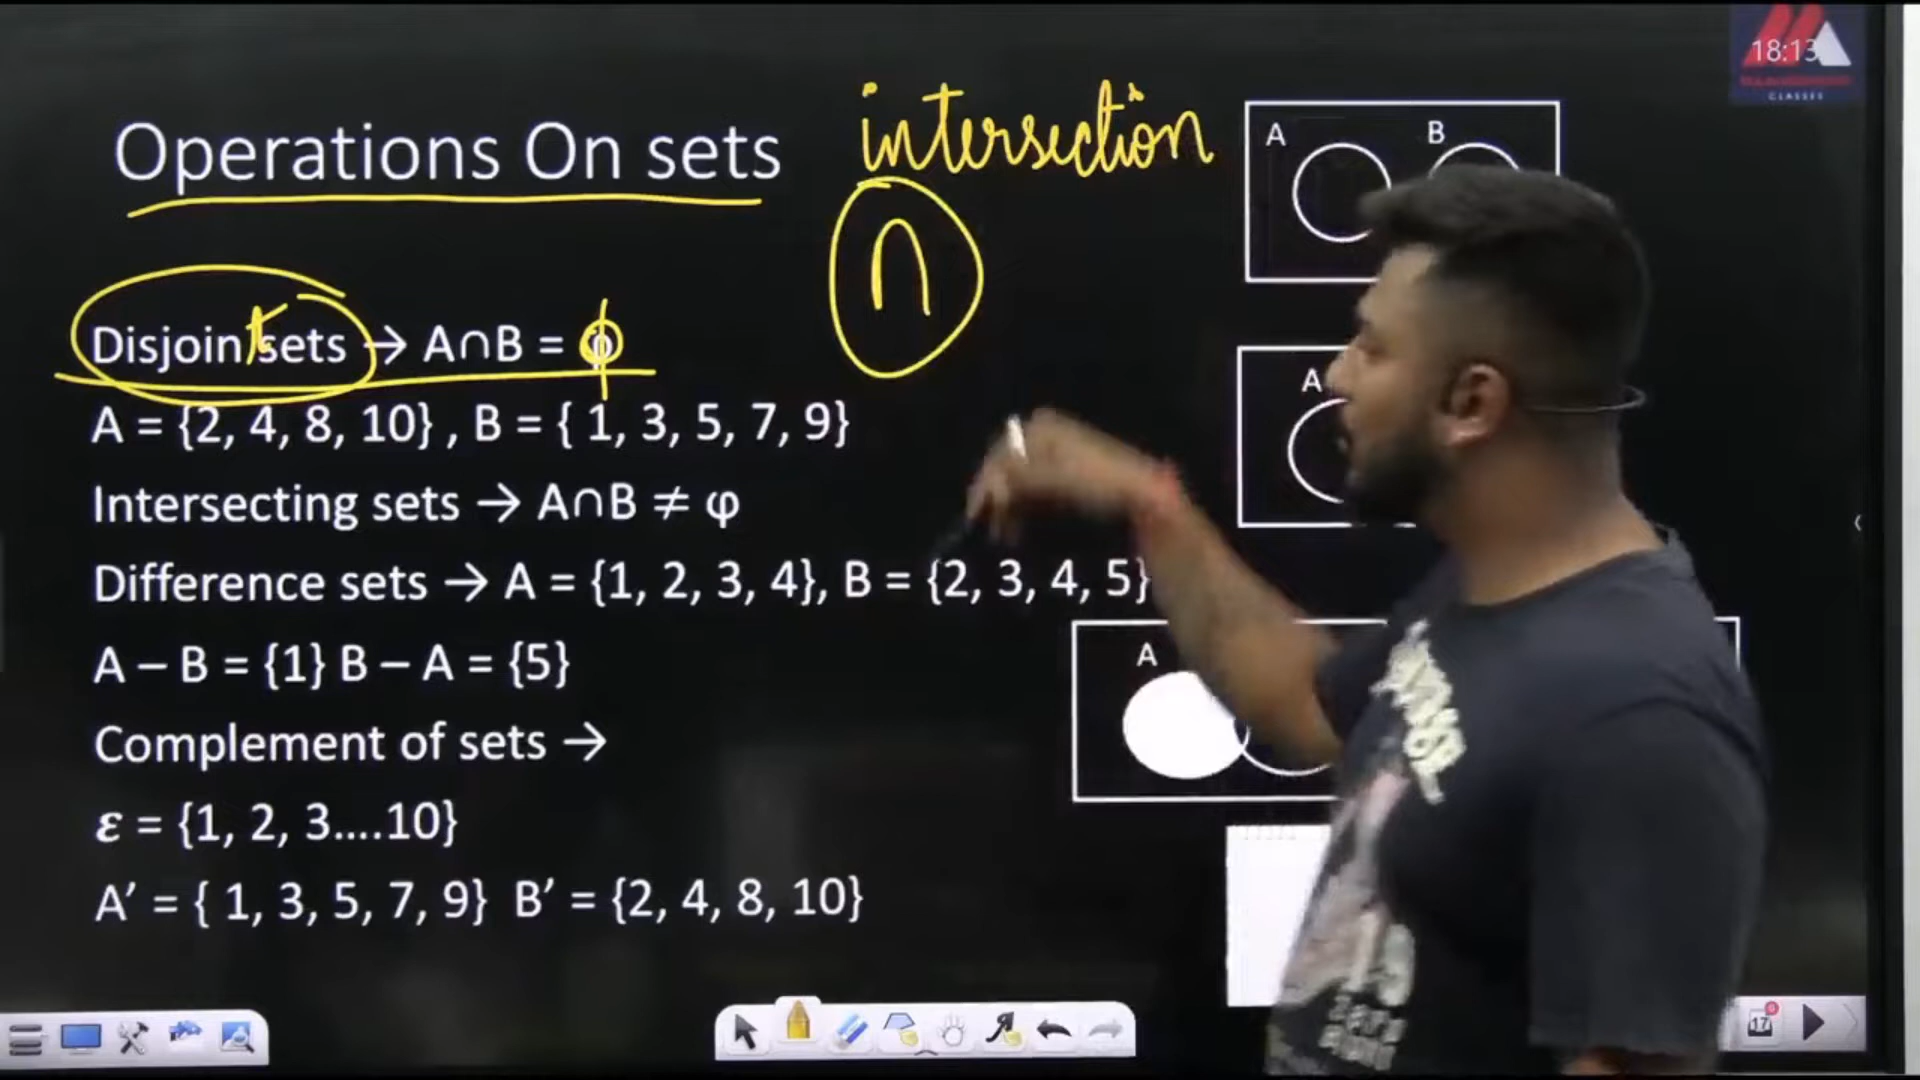 18:13
CLASSES
Operations On sets
intersection
∩
Disjoint sets → A∩B = φ
A = {2, 4, 8, 10} , B = { 1, 3, 5, 7, 9}
Intersecting sets → A∩B ≠ φ
Difference sets → A = {1, 2, 3, 4}, B = {2, 3, 4, 5}
A – B = {1} B – A = {5}
Complement of sets →
ε = {1, 2, 3....10}
A′ = { 1, 3, 5, 7, 9} B′ = {2, 4, 8, 10}
A B
A
A
17